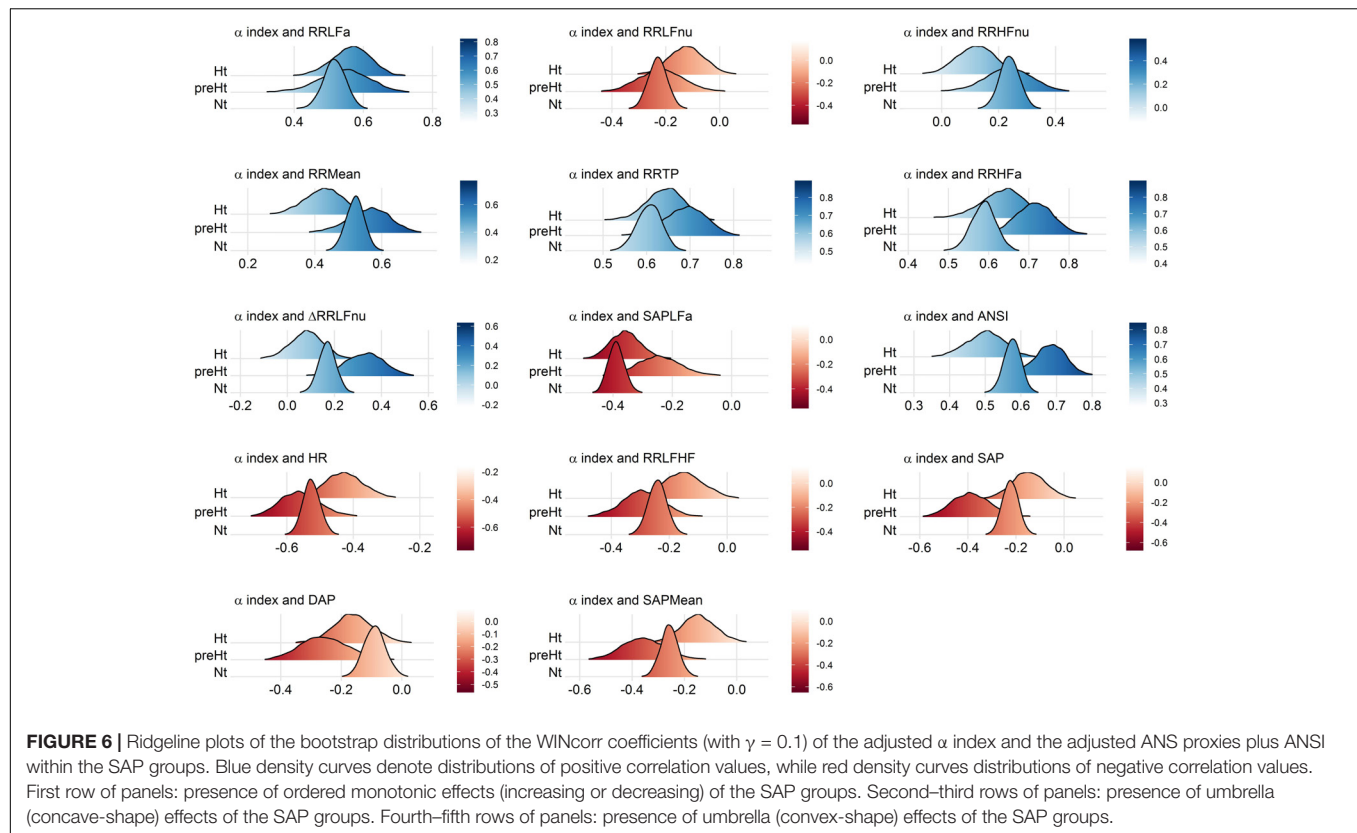 α index and RRLFa
Ht
preHt
Nt
0.4 0.6 0.8
0.8
0.7
0.6
0.5
0.4
0.3
α index and RRLFnu
Ht
preHt
Nt
-0.4 -0.2 0.0
0.0
-0.2
-0.4
α index and RRHFnu
Ht
preHt
Nt
0.0 0.2 0.4
0.4
0.2
0.0
α index and RRMean
Ht
preHt
Nt
0.2 0.4 0.6
0.6
0.4
0.2
α index and RRTP
Ht
preHt
Nt
0.5 0.6 0.7 0.8
0.9
0.8
0.7
0.6
0.5
α index and RRHFa
Ht
preHt
Nt
0.4 0.5 0.6 0.7 0.8
0.9
0.8
0.7
0.6
0.5
0.4
α index and ΔRRLFnu
Ht
preHt
Nt
-0.2 0.0 0.2 0.4 0.6
0.6
0.4
0.2
0.0
-0.2
α index and SAPLFa
Ht
preHt
Nt
-0.4 -0.2 0.0
0.0
-0.2
-0.4
α index and ANSI
Ht
preHt
Nt
0.3 0.4 0.5 0.6 0.7 0.8
0.8
0.7
0.6
0.5
0.4
0.3
α index and HR
Ht
preHt
Nt
-0.6 -0.4 -0.2
-0.2
-0.4
-0.6
α index and RRLFHF
Ht
preHt
Nt
-0.4 -0.2 0.0
0.0
-0.2
-0.4
α index and SAP
Ht
preHt
Nt
-0.6 -0.4 -0.2 0.0
0.0
-0.2
-0.4
-0.6
α index and DAP
Ht
preHt
Nt
-0.4 -0.2 0.0
0.0
-0.1
-0.2
-0.3
-0.4
-0.5
α index and SAPMean
Ht
preHt
Nt
-0.6 -0.4 -0.2 0.0
0.0
-0.2
-0.4
-0.6
FIGURE 6 | Ridgeline plots of the bootstrap distributions of the WINcorr coefficients (with γ = 0.1) of the adjusted α index and the adjusted ANS proxies plus ANSI
within the SAP groups. Blue density curves denote distributions of positive correlation values, while red density curves distributions of negative correlation values.
First row of panels: presence of ordered monotonic effects (increasing or decreasing) of the SAP groups. Second–third rows of panels: presence of umbrella
(concave-shape) effects of the SAP groups. Fourth–fifth rows of panels: presence of umbrella (convex-shape) effects of the SAP groups.